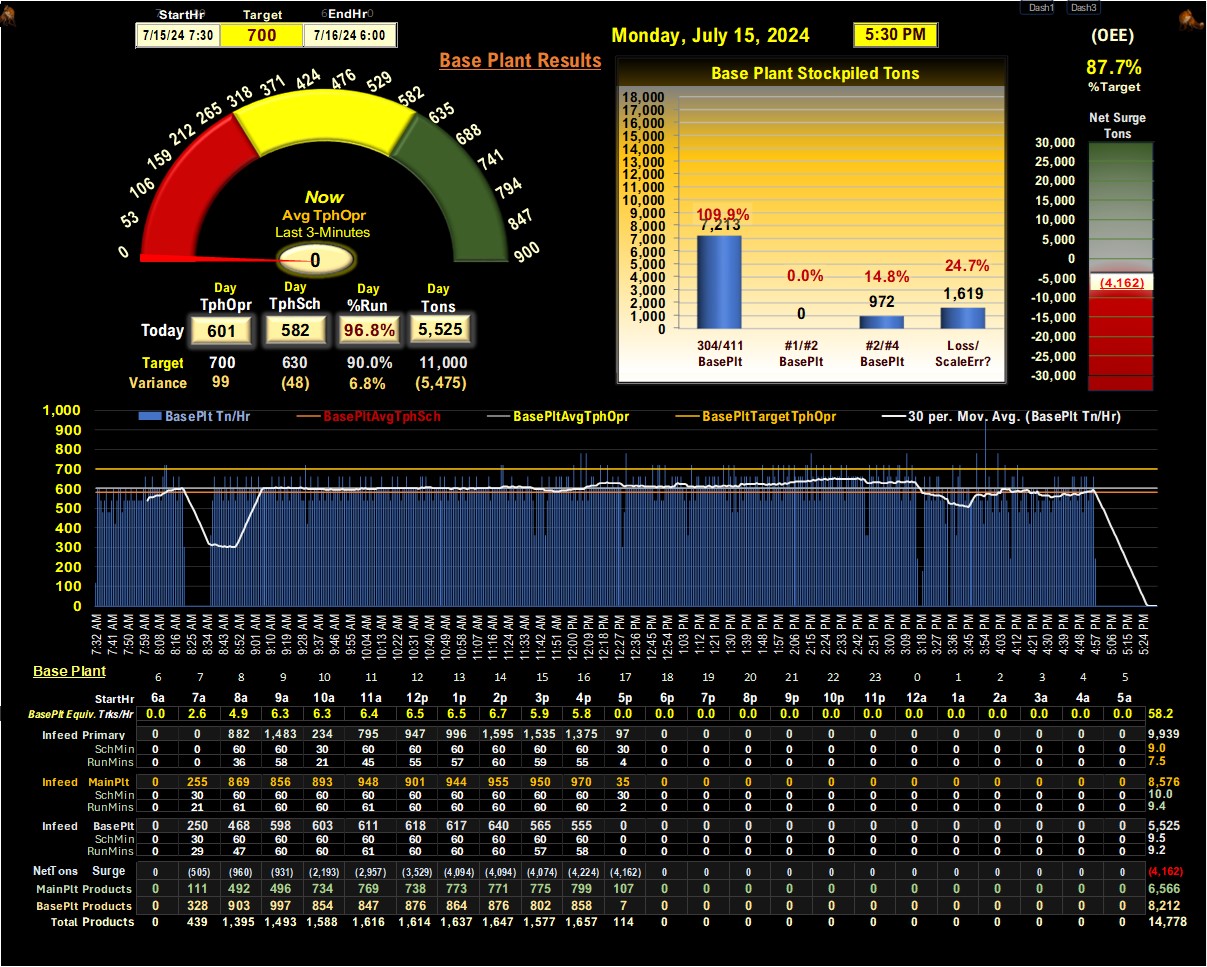 Dash1 Dash3
StartHr Target EndHr
7/15/24 7:30 700 7/16/24 6:00
Monday, July 15, 2024 5:30 PM
(OEE)
87.7%
%Target
Base Plant Results
0 53 106 159 212 265 318 371 424 476 529 582 635 688 741 794 847 900
Now
Avg TphOpr
Last 3-Minutes
0
Day Day Day Day
TphOpr TphSch %Run Tons
Today 601 582 96.8% 5,525
Target 700 630 90.0% 11,000
Variance 99 (48) 6.8% (5,475)
Base Plant Stockpiled Tons
18,000
17,000
16,000
15,000
14,000
13,000
12,000
11,000
10,000
9,000
8,000
7,000
6,000
5,000
4,000
3,000
2,000
1,000
0
109.9% 0.0% 14.8% 24.7%
7,213 0 972 1,619
304/411 #1/#2 #2/#4 Loss/
BasePlt BasePlt BasePlt ScaleErr?
Net Surge
Tons
30,000
25,000
20,000
15,000
10,000
5,000
0
-5,000
-10,000
-15,000
-20,000
-25,000
-30,000
(4,162)
BasePlt Tn/Hr BasePltAvgTphSch BasePltAvgTphOpr BasePltTargetTphOpr 30 per. Mov. Avg. (BasePlt Tn/Hr)
1,000
900
800
700
600
500
400
300
200
100
0
7:32 AM 7:41 AM 7:50 AM 7:59 AM 8:08 AM 8:16 AM 8:25 AM 8:34 AM 8:43 AM 8:52 AM 9:01 AM 9:10 AM 9:19 AM 9:28 AM 9:37 AM 9:46 AM 9:55 AM 10:04 AM 10:13 AM 10:22 AM 10:31 AM 10:40 AM 10:49 AM 10:58 AM 11:07 AM 11:16 AM 11:24 AM 11:33 AM 11:42 AM 11:51 AM 12:00 PM 12:09 PM 12:18 PM 12:27 PM 12:36 PM 12:45 PM 12:54 PM 1:03 PM 1:12 PM 1:21 PM 1:30 PM 1:39 PM 1:48 PM 1:57 PM 2:06 PM 2:15 PM 2:24 PM 2:33 PM 2:42 PM 2:51 PM 3:00 PM 3:09 PM 3:18 PM 3:27 PM 3:36 PM 3:45 PM 3:54 PM 4:03 PM 4:12 PM 4:21 PM 4:30 PM 4:39 PM 4:48 PM 4:57 PM 5:06 PM 5:15 PM 5:24 PM
Base Plant 6 7 8 9 10 11 12 13 14 15 16 17 18 19 20 21 22 23 0 1 2 3 4 5
StartHr 6a 7a 8a 9a 10a 11a 12p 1p 2p 3p 4p 5p 6p 7p 8p 9p 10p 11p 12a 1a 2a 3a 4a 5a
BasePlt Equiv. Trks/Hr 0.0 2.6 4.9 6.3 6.3 6.4 6.5 6.5 6.7 5.9 5.8 0.0 0.0 0.0 0.0 0.0 0.0 0.0 0.0 0.0 0.0 0.0 0.0 0.0 58.2
Infeed Primary 0 0 882 1,483 234 795 947 996 1,595 1,535 1,375 97 0 0 0 0 0 0 0 0 0 0 0 0 9,939
SchMin 0 0 60 60 30 60 60 60 60 60 60 30 0 0 0 0 0 0 0 0 0 0 0 0 9.0
RunMins 0 0 36 58 21 45 55 57 60 59 55 4 0 0 0 0 0 0 0 0 0 0 0 0 7.5
Infeed MainPlt 0 255 869 856 893 948 901 944 955 950 970 35 0 0 0 0 0 0 0 0 0 0 0 0 8,576
SchMin 0 30 60 60 60 60 60 60 60 60 60 30 0 0 0 0 0 0 0 0 0 0 0 0 10.0
RunMins 0 21 61 60 60 61 60 60 60 60 60 2 0 0 0 0 0 0 0 0 0 0 0 0 9.4
Infeed BasePlt 0 250 468 598 603 611 618 617 640 565 555 0 0 0 0 0 0 0 0 0 0 0 0 0 5,525
SchMin 0 30 60 60 60 60 60 60 60 60 60 0 0 0 0 0 0 0 0 0 0 0 0 0 9.5
RunMins 0 29 47 60 60 61 60 60 60 57 58 0 0 0 0 0 0 0 0 0 0 0 0 0 9.2
NetTons Surge 0 (505) (960) (931) (2,193) (2,957) (3,529) (4,094) (4,094) (4,074) (4,224) (4,162) 0 0 0 0 0 0 0 0 0 0 0 0 (4,162)
MainPlt Products 0 111 492 496 734 769 738 773 771 775 799 107 0 0 0 0 0 0 0 0 0 0 0 0 6,566
BasePlt Products 0 328 903 997 854 847 876 864 876 802 858 7 0 0 0 0 0 0 0 0 0 0 0 0 8,212
Total Products 0 439 1,395 1,493 1,588 1,616 1,614 1,637 1,647 1,577 1,657 114 0 0 0 0 0 0 0 0 0 0 0 0 14,778